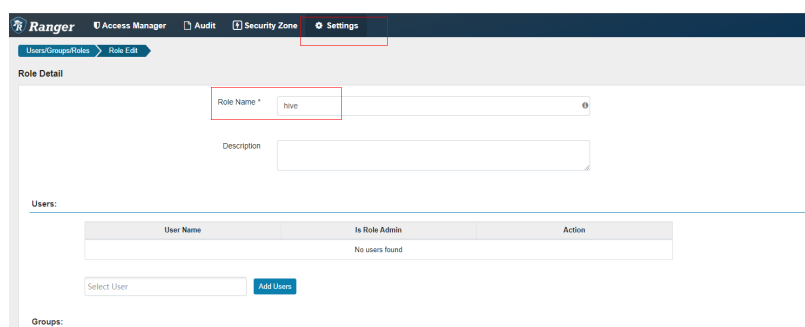 Ranger Access Manager Audit Security Zone Settings
Users/Groups/Roles Role Edit
Role Detail
Role Name * hive
Description
Users:
User Name Is Role Admin Action
No users found
Select User Add Users
Groups: